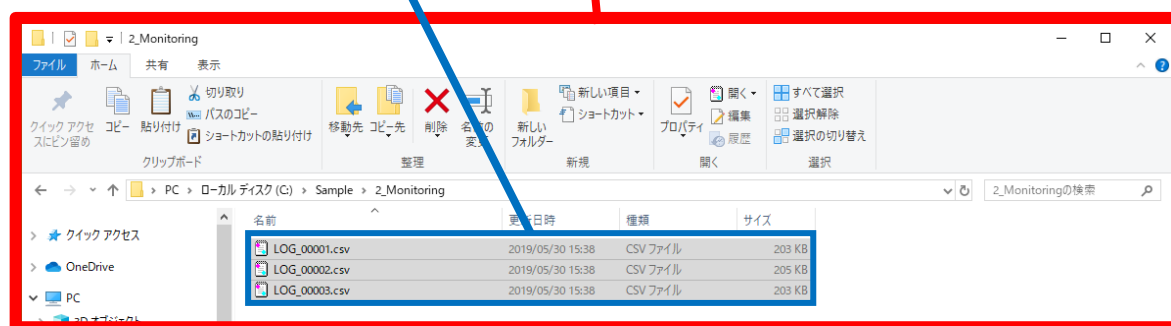 2_Monitoring
ファイル ホーム 共有 表示
クイック アクセスにピン留め
コピー
貼り付け
切り取り
パスのコピー
ショートカットの貼り付け
クリップボード
移動先
コピー先
削除
名前の変更
整理
新しいフォルダー
新しい項目
ショートカット
新規
プロパティ
開く
編集
履歴
開く
すべて選択
選択解除
選択の切り替え
選択
PC › ローカル ディスク (C:) › Sample › 2_Monitoring
2_Monitoringの検索
名前 更新日時 種類 サイズ
クイック アクセス
OneDrive
PC
3D オブジェクト
LOG_00001.csv 2019/05/30 15:38 CSV ファイル 203 KB
LOG_00002.csv 2019/05/30 15:38 CSV ファイル 205 KB
LOG_00003.csv 2019/05/30 15:38 CSV ファイル 203 KB